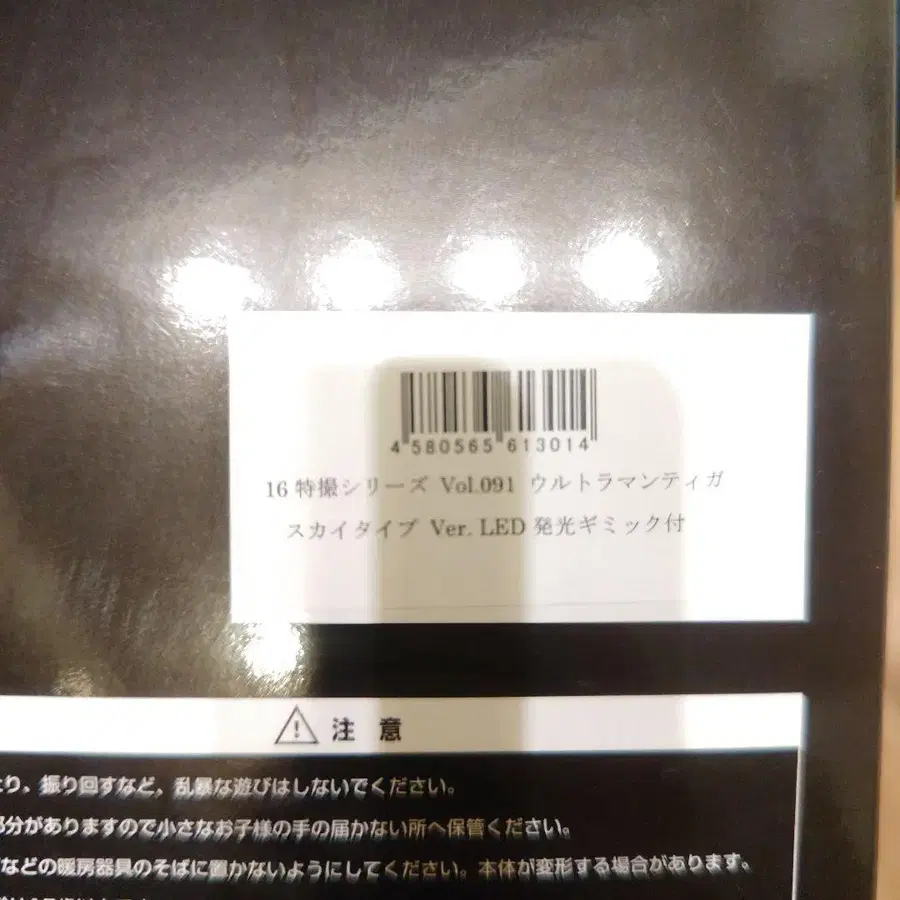 4 580565 613014
16 特撮シリーズ Vol.091 ウルトラマンティガ
スカイタイプ Ver. LED 発光ギミック付
注 意
り、振り回すなど、乱暴な遊びはしないでください。
部分がありますので小さなお子様の手の届かない所へ保管ください。
などの暖房器具のそばに置かないようにしてください。本体が変形する場合があります。